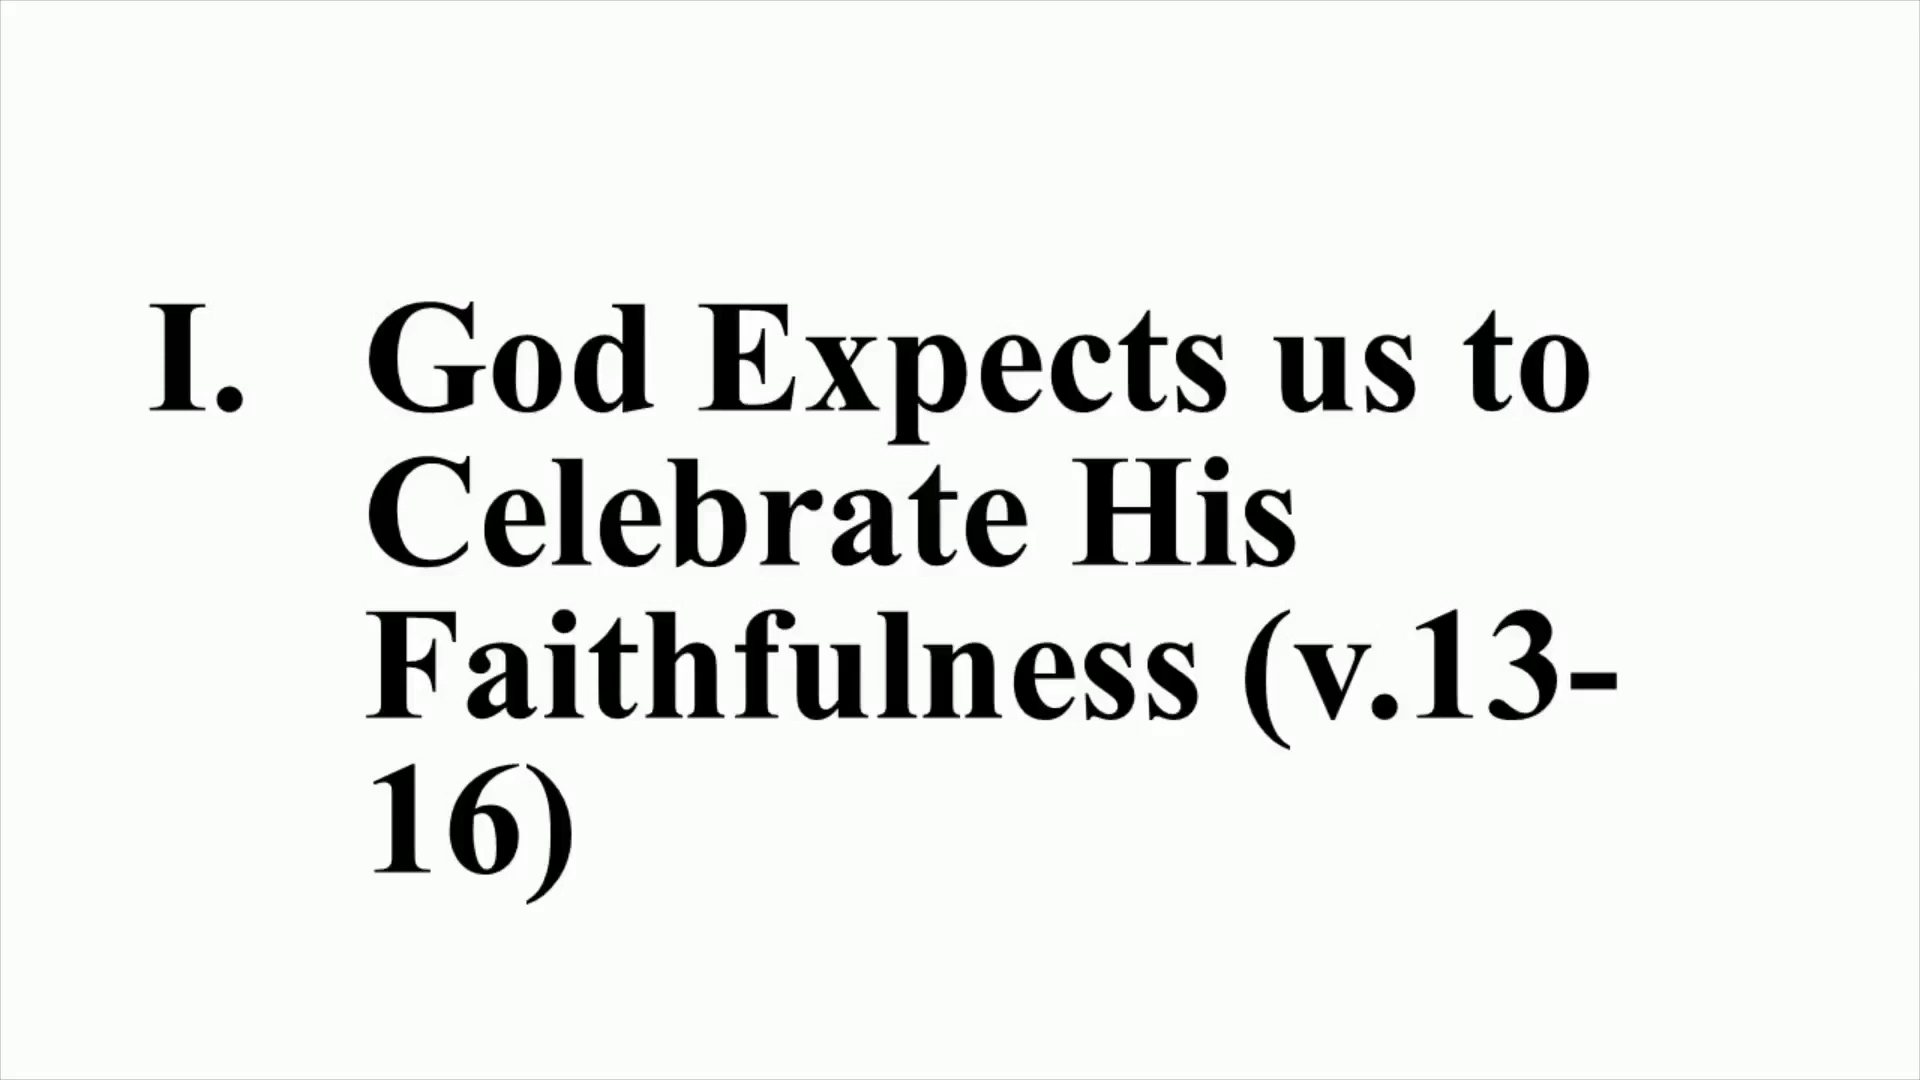 I. God Expects us to
Celebrate His
Faithfulness (v.13-
16)